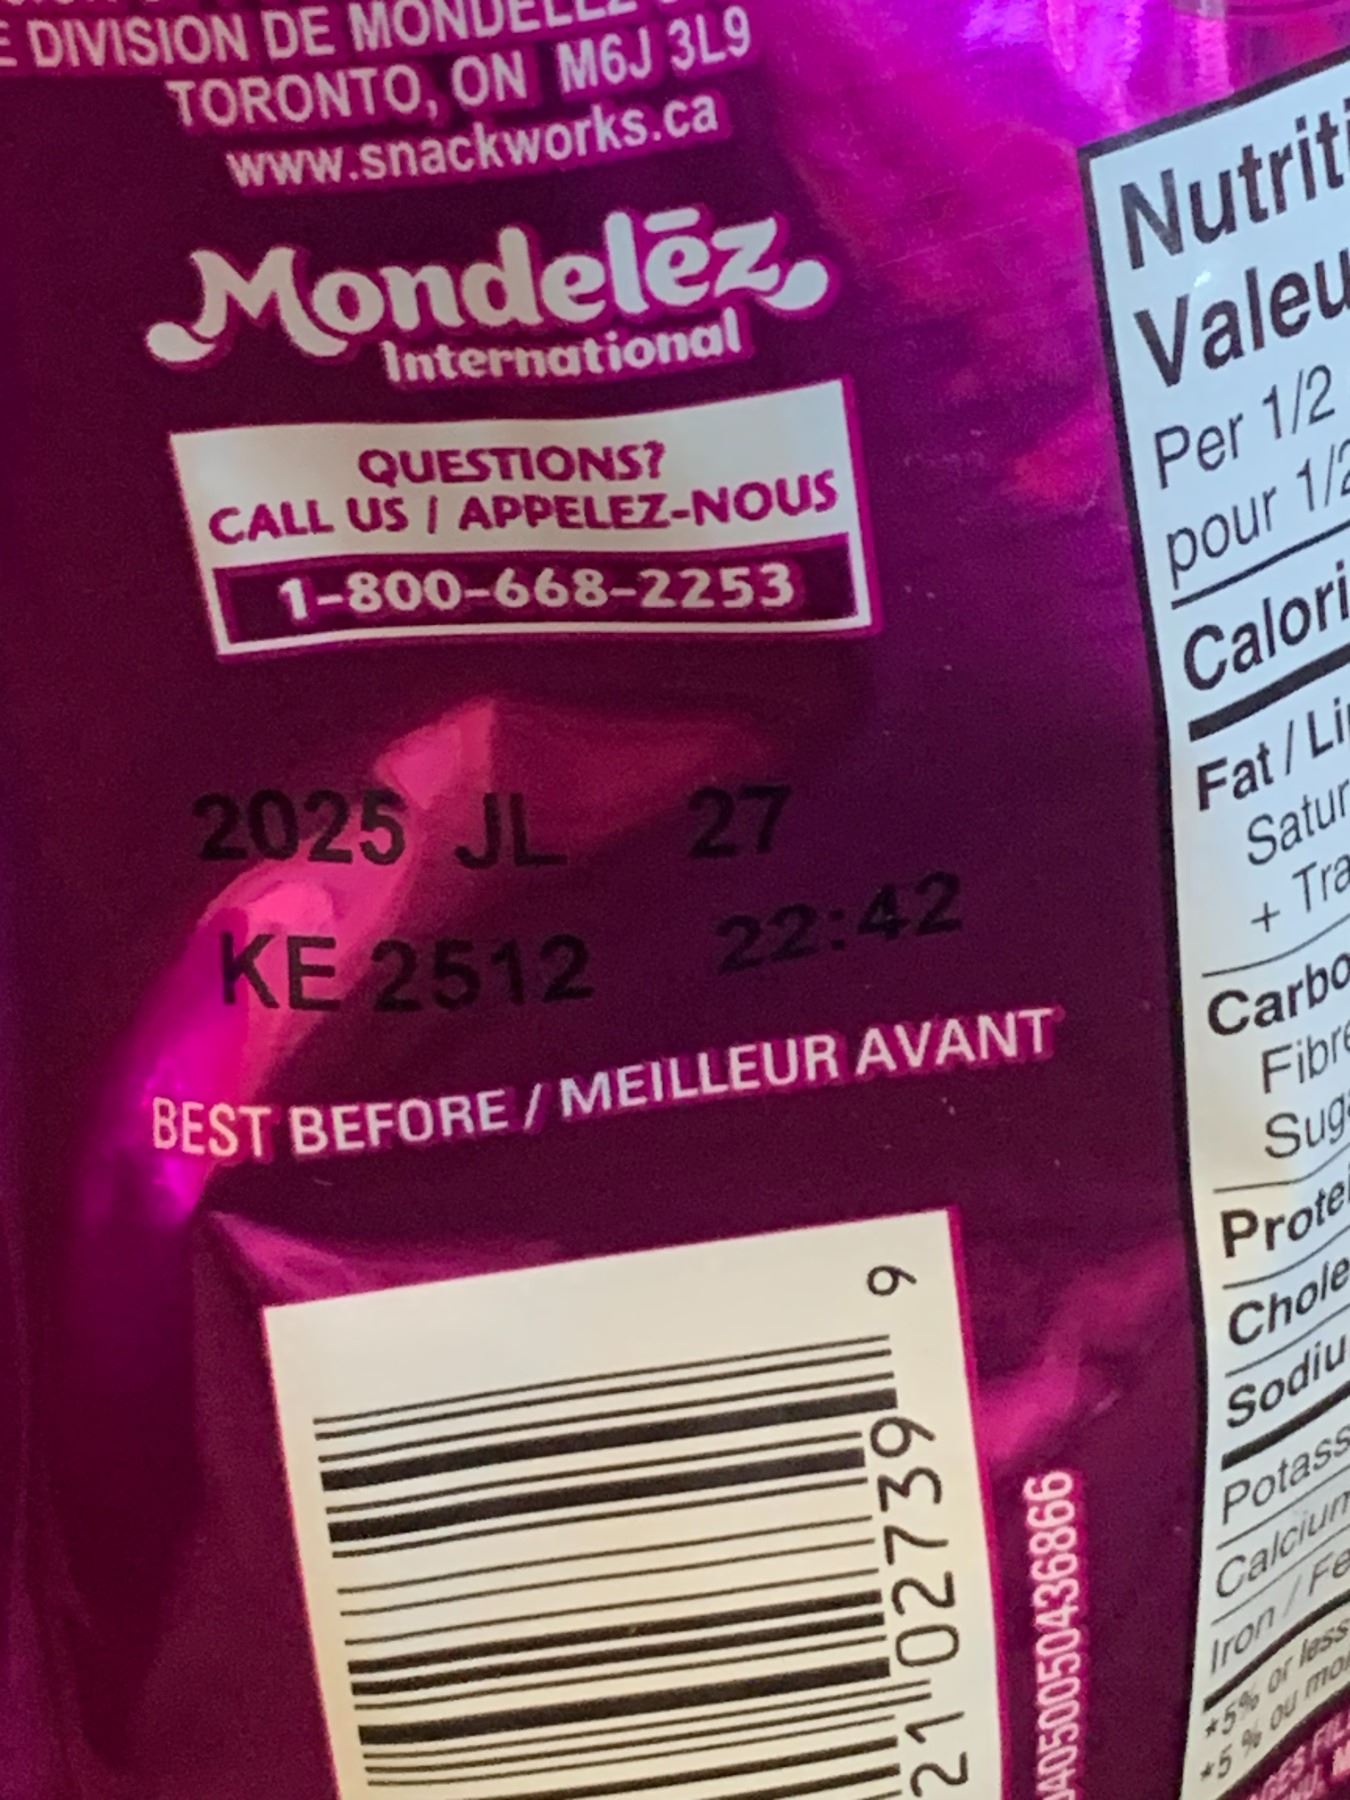 E DIVISION DE MONDELEZ
TORONTO, ON M6J 3L9
www.snackworks.ca
Mondelēz
International
QUESTIONS?
CALL US / APPELEZ-NOUS
1-800-668-2253
2025 JL 27
KE 2512 22:42
BEST BEFORE / MEILLEUR AVANT
9
21 02739
4050050436866
Nutriti
Valeu
Per 1/2
pour 1/2
Calori
Fat / Lip
Satur
+ Tra
Carbo
Fibre
Suga
Protei
Chole
Sodiu
Potass
Calcium
Iron / Fe
*5% or less
*5 % ou moi